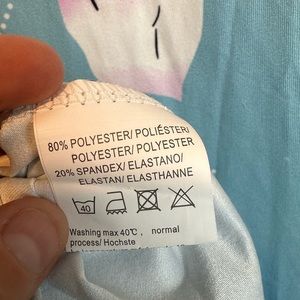 80% POLYESTER/ POLIÉSTER/
POLYESTER/ POLYESTER
20% SPANDEX/ ELASTANO/
ELASTAN/ ELASTHANNE
40
Washing max 40℃, normal
process/ Hochste